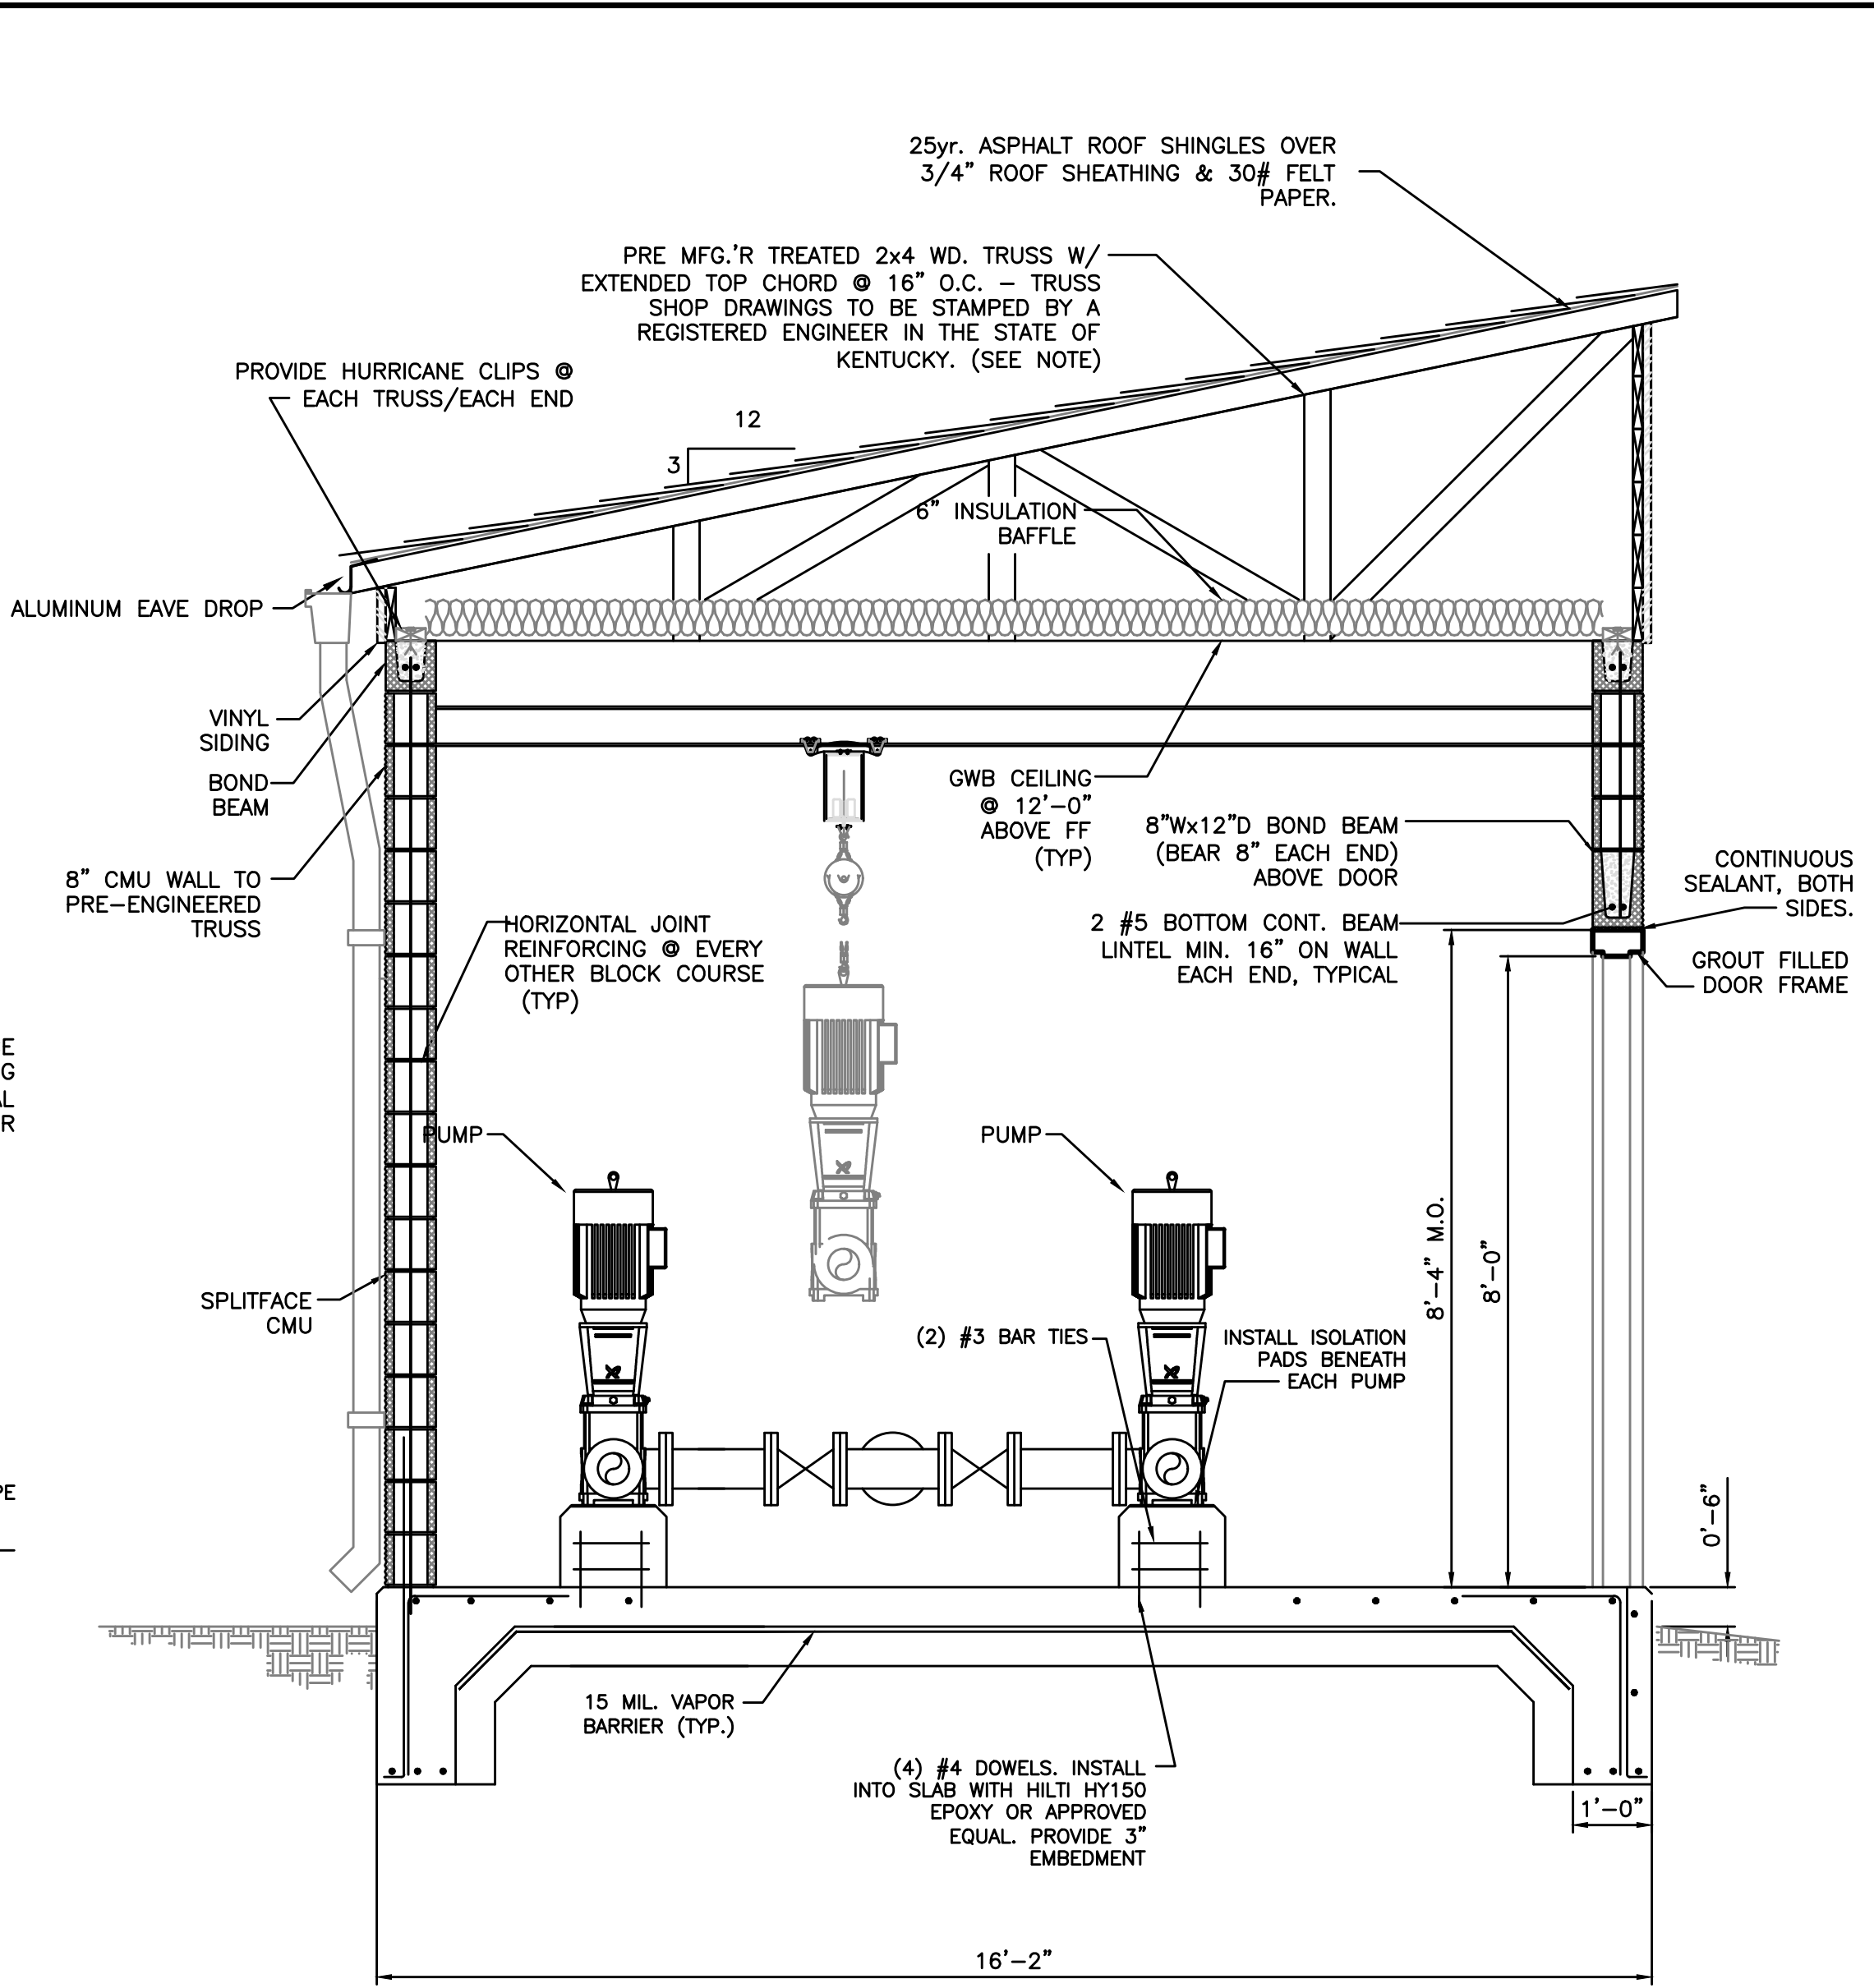 25yr. ASPHALT ROOF SHINGLES OVER
3/4" ROOF SHEATHING & 30# FELT
PAPER.
PRE MFG.'R TREATED 2x4 WD. TRUSS W/
EXTENDED TOP CHORD @ 16" O.C. – TRUSS
SHOP DRAWINGS TO BE STAMPED BY A
REGISTERED ENGINEER IN THE STATE OF
KENTUCKY. (SEE NOTE)
PROVIDE HURRICANE CLIPS @
EACH TRUSS/EACH END
12
3
6" INSULATION
BAFFLE
ALUMINUM EAVE DROP
VINYL
SIDING
BOND
BEAM
8" CMU WALL TO
PRE–ENGINEERED
TRUSS
GWB CEILING
@ 12'–0"
ABOVE FF
(TYP)
8"Wx12"D BOND BEAM
(BEAR 8" EACH END)
ABOVE DOOR
CONTINUOUS
SEALANT, BOTH
SIDES.
HORIZONTAL JOINT
REINFORCING @ EVERY
OTHER BLOCK COURSE
(TYP)
2 #5 BOTTOM CONT. BEAM
LINTEL MIN. 16" ON WALL
EACH END, TYPICAL
GROUT FILLED
DOOR FRAME
E
G
AL
R
PUMP
PUMP
8'–4" M.O.
8'–0"
SPLITFACE
CMU
(2) #3 BAR TIES
INSTALL ISOLATION
PADS BENEATH
EACH PUMP
PE
0'–6"
15 MIL. VAPOR
BARRIER (TYP.)
(4) #4 DOWELS. INSTALL
INTO SLAB WITH HILTI HY150
EPOXY OR APPROVED
EQUAL. PROVIDE 3"
EMBEDMENT
1'–0"
16'–2"